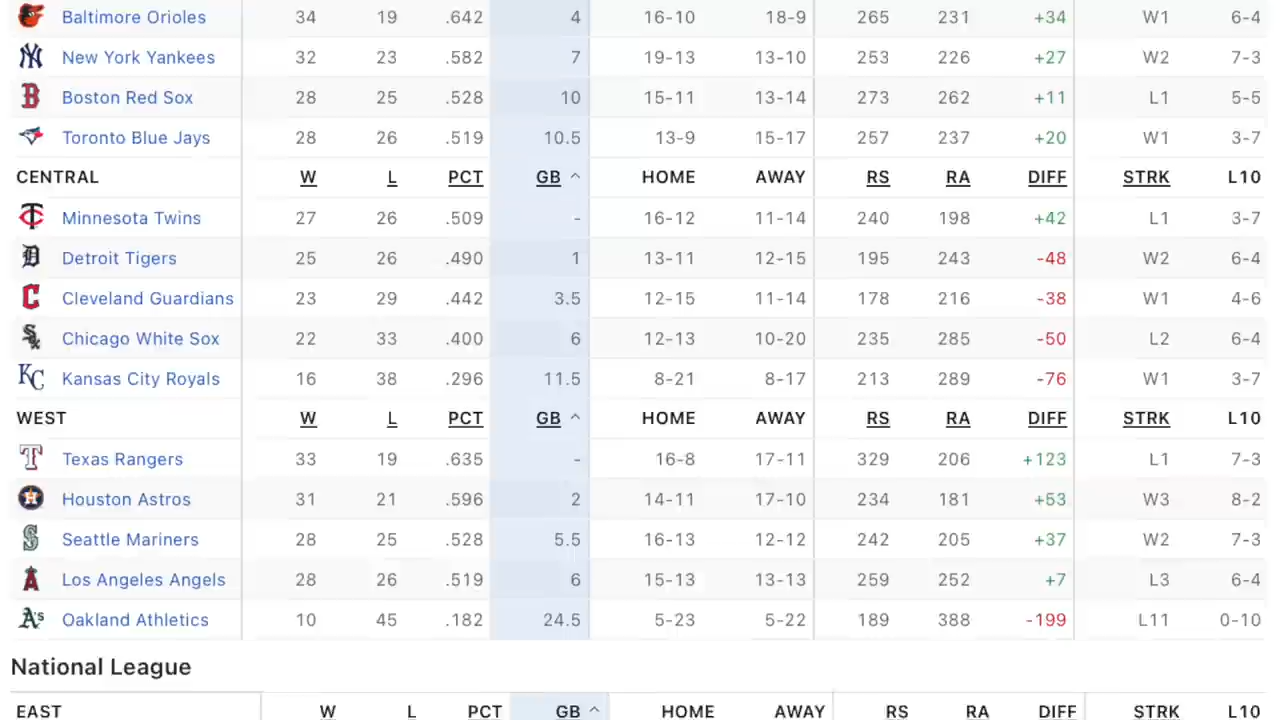 Baltimore Orioles 34 19 .642 4 16-10 18-9 265 231 +34 W1 6-4
New York Yankees 32 23 .582 7 19-13 13-10 253 226 +27 W2 7-3
Boston Red Sox 28 25 .528 10 15-11 13-14 273 262 +11 L1 5-5
Toronto Blue Jays 28 26 .519 10.5 13-9 15-17 257 237 +20 W1 3-7
CENTRAL W L PCT GB ^ HOME AWAY RS RA DIFF STRK L10
Minnesota Twins 27 26 .509 - 16-12 11-14 240 198 +42 L1 3-7
Detroit Tigers 25 26 .490 1 13-11 12-15 195 243 -48 W2 6-4
Cleveland Guardians 23 29 .442 3.5 12-15 11-14 178 216 -38 W1 4-6
Chicago White Sox 22 33 .400 6 12-13 10-20 235 285 -50 L2 6-4
Kansas City Royals 16 38 .296 11.5 8-21 8-17 213 289 -76 W1 3-7
WEST W L PCT GB ^ HOME AWAY RS RA DIFF STRK L10
Texas Rangers 33 19 .635 - 16-8 17-11 329 206 +123 L1 7-3
Houston Astros 31 21 .596 2 14-11 17-10 234 181 +53 W3 8-2
Seattle Mariners 28 25 .528 5.5 16-13 12-12 242 205 +37 W2 7-3
Los Angeles Angels 28 26 .519 6 15-13 13-13 259 252 +7 L3 6-4
Oakland Athletics 10 45 .182 24.5 5-23 5-22 189 388 -199 L11 0-10
National League
EAST W L PCT GB ^ HOME AWAY RS RA DIFF STRK L10